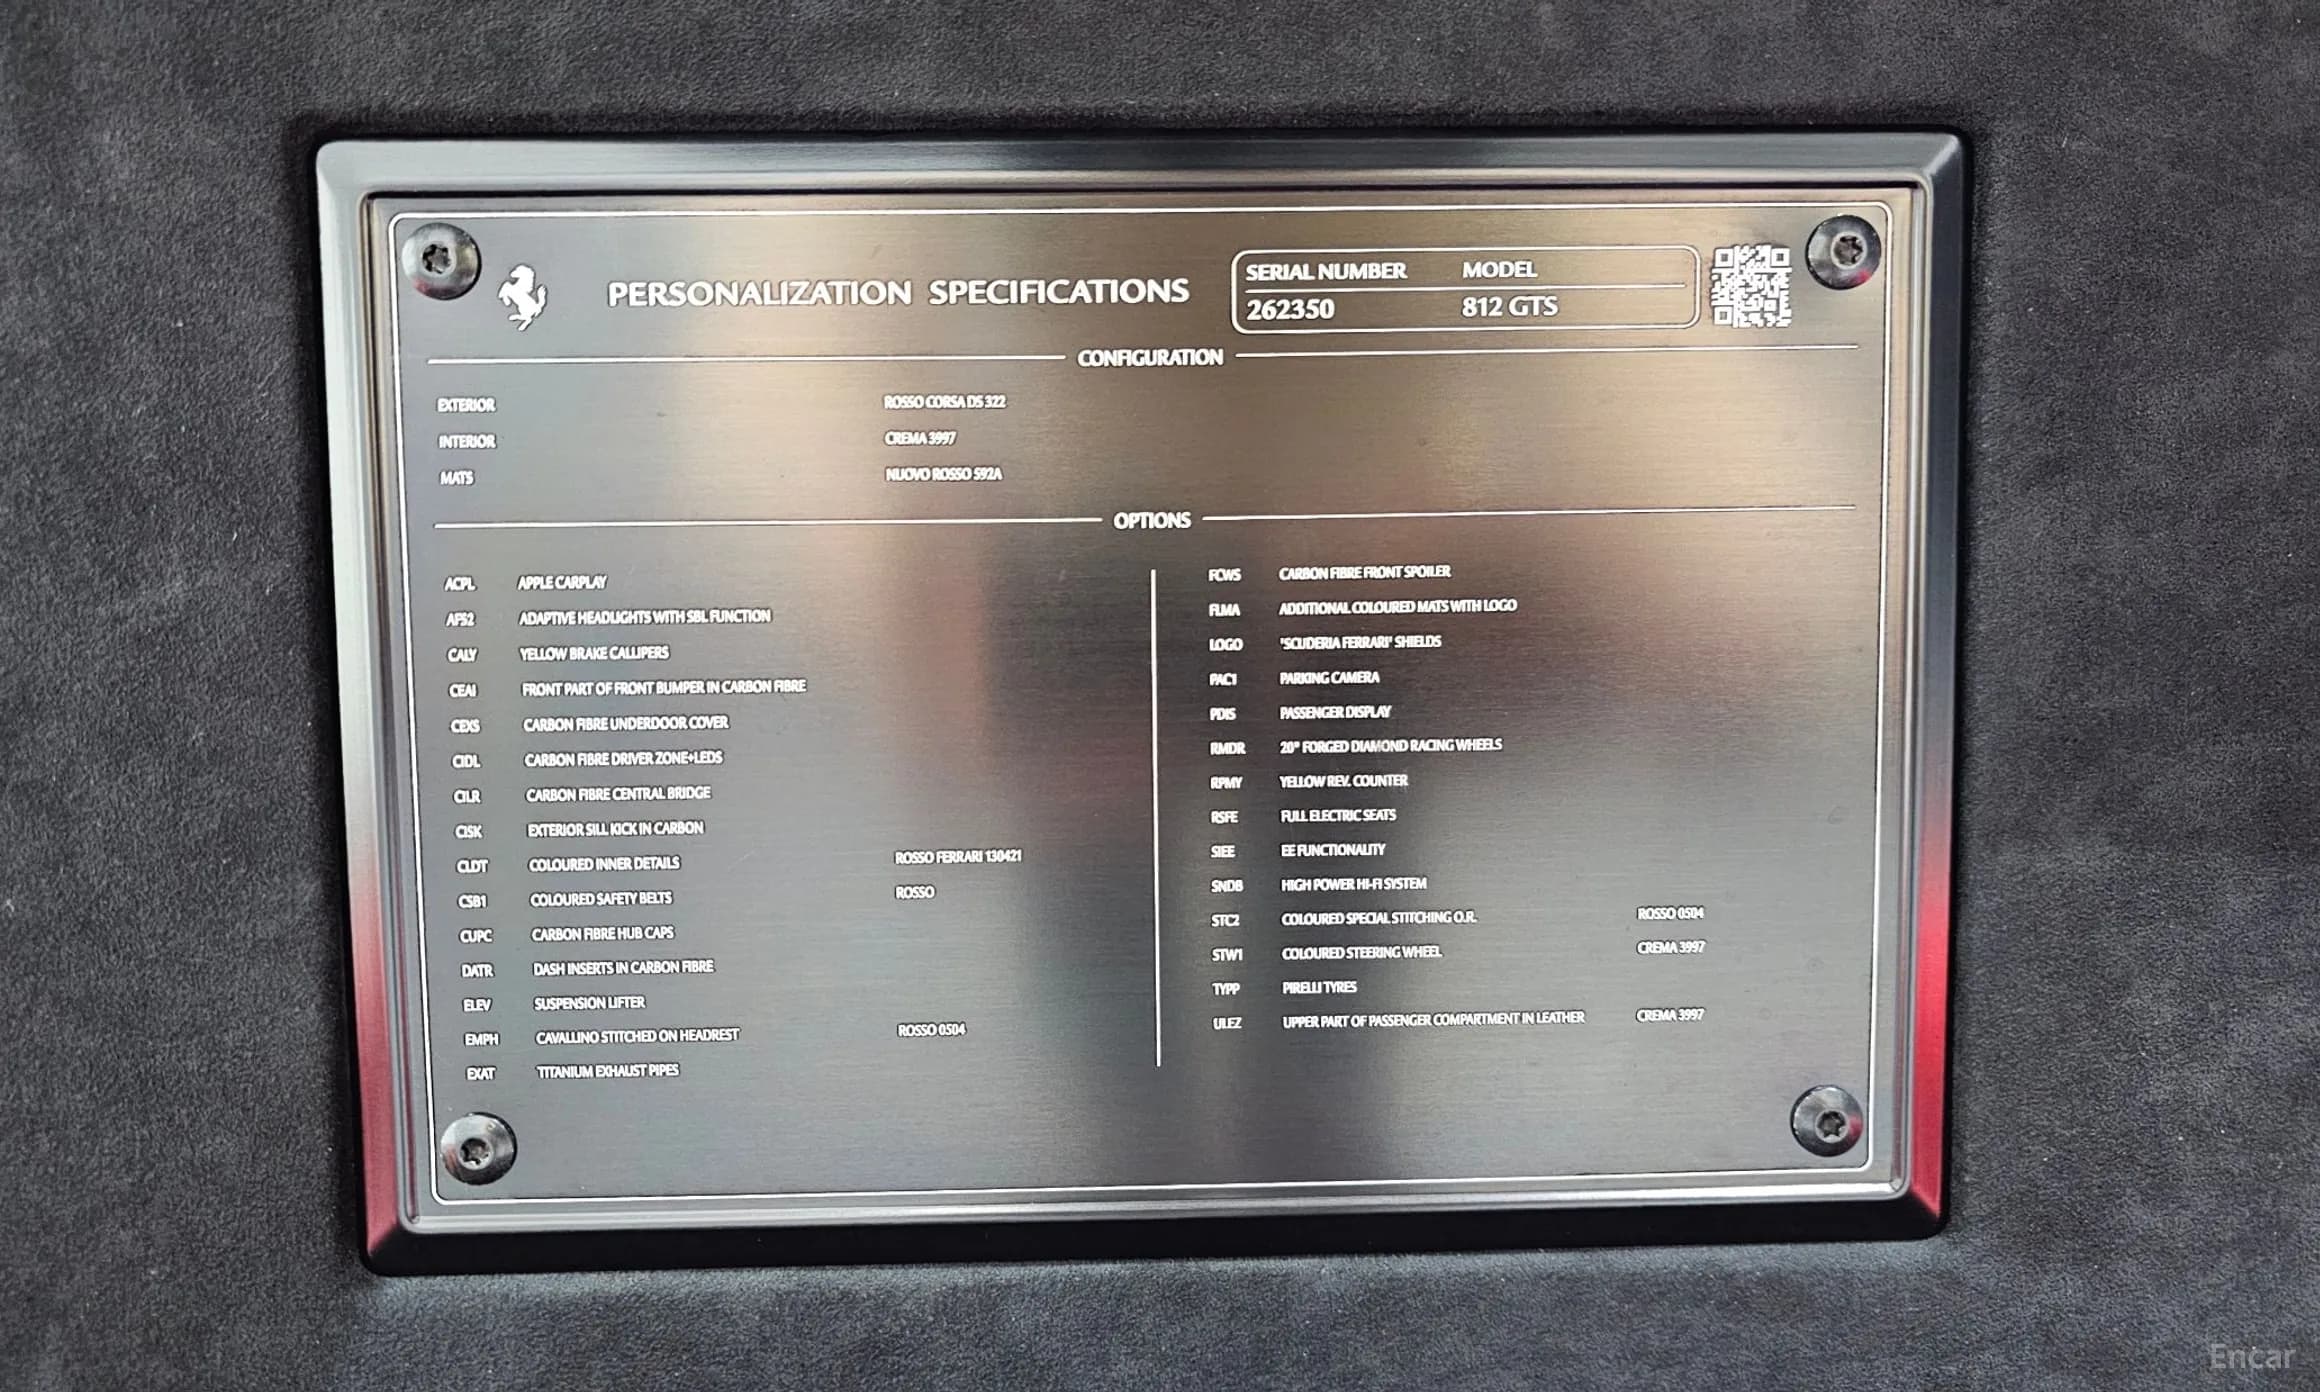 PERSONALIZATION SPECIFICATIONS
SERIAL NUMBER MODEL
262350 812 GTS
CONFIGURATION
EXTERIOR ROSSO CORSA DS 322
INTERIOR CREMA 3997
MATS NUOVO ROSSO 592A
OPTIONS
ACPL APPLE CARPLAY
AFS2 ADAPTIVE HEADLIGHTS WITH SBL FUNCTION
CALY YELLOW BRAKE CALLIPERS
CEAI FRONT PART OF FRONT BUMPER IN CARBON FIBRE
CEXS CARBON FIBRE UNDERDOOR COVER
CIDL CARBON FIBRE DRIVER ZONE+LEDS
CILR CARBON FIBRE CENTRAL BRIDGE
CISK EXTERIOR SILL KICK IN CARBON
CLDT COLOURED INNER DETAILS ROSSO FERRARI 130421
CSB1 COLOURED SAFETY BELTS ROSSO
CUPC CARBON FIBRE HUB CAPS
DATR DASH INSERTS IN CARBON FIBRE
ELEV SUSPENSION LIFTER
EMPH CAVALLINO STITCHED ON HEADREST ROSSO 0504
EXAT TITANIUM EXHAUST PIPES
FCWS CARBON FIBRE FRONT SPOILER
FLMA ADDITIONAL COLOURED MATS WITH LOGO
LOGO 'SCUDERIA FERRARI' SHIELDS
PAC1 PARKING CAMERA
PDIS PASSENGER DISPLAY
RMDR 20" FORGED DIAMOND RACING WHEELS
RPMY YELLOW REV. COUNTER
RSFE FULL ELECTRIC SEATS
SIEE EE FUNCTIONALITY
SNDB HIGH POWER HI-FI SYSTEM
STC2 COLOURED SPECIAL STITCHING O.R. ROSSO 0504
STW1 COLOURED STEERING WHEEL CREMA 3997
TYPP PIRELLI TYRES
ULEZ UPPER PART OF PASSENGER COMPARTMENT IN LEATHER CREMA 3997
Encar